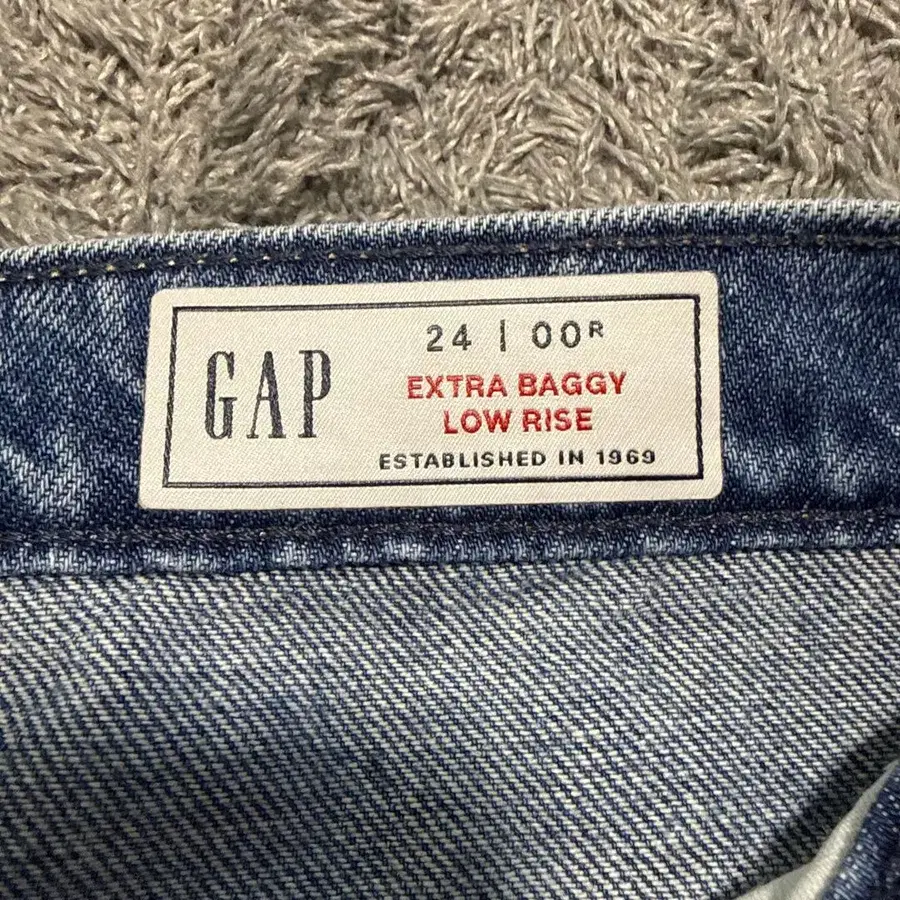 GAP
24 | 00R
EXTRA BAGGY
LOW RISE
ESTABLISHED IN 1969